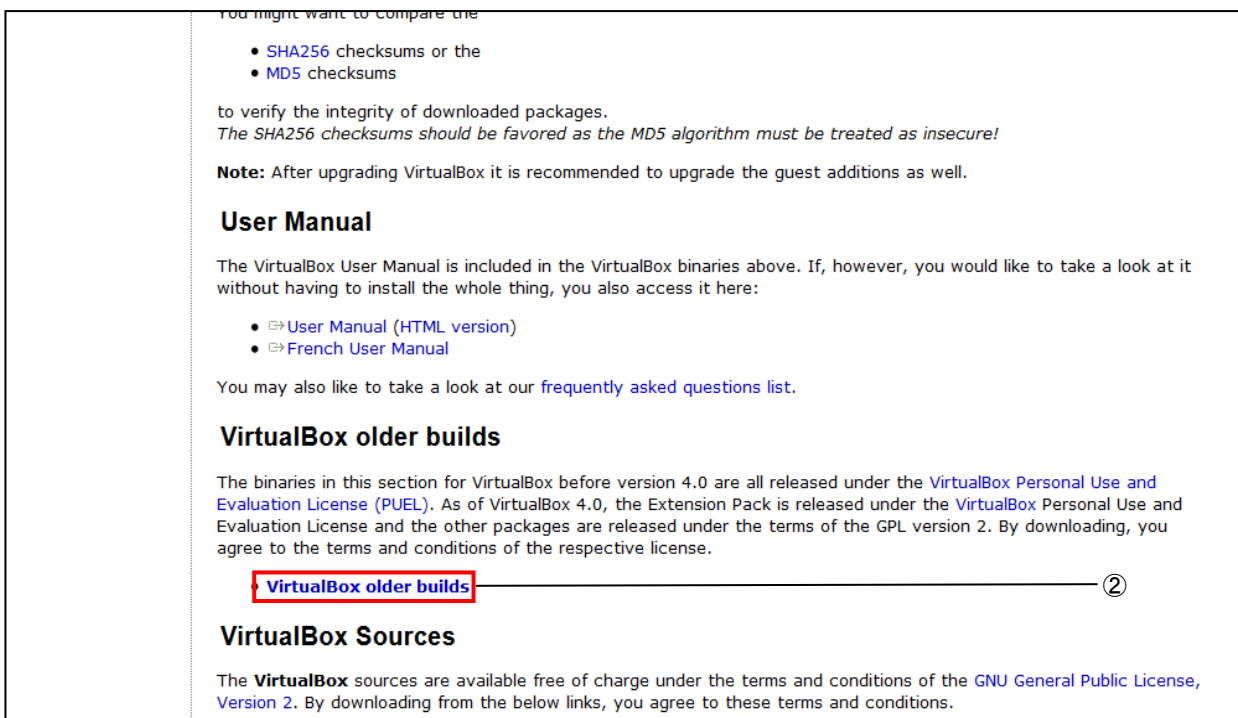 You might want to compare the
• SHA256 checksums or the
• MD5 checksums
to verify the integrity of downloaded packages.
The SHA256 checksums should be favored as the MD5 algorithm must be treated as insecure!
Note: After upgrading VirtualBox it is recommended to upgrade the guest additions as well.
User Manual
The VirtualBox User Manual is included in the VirtualBox binaries above. If, however, you would like to take a look at it
without having to install the whole thing, you also access it here:
• User Manual (HTML version)
• French User Manual
You may also like to take a look at our frequently asked questions list.
VirtualBox older builds
The binaries in this section for VirtualBox before version 4.0 are all released under the VirtualBox Personal Use and
Evaluation License (PUEL). As of VirtualBox 4.0, the Extension Pack is released under the VirtualBox Personal Use and
Evaluation License and the other packages are released under the terms of the GPL version 2. By downloading, you
agree to the terms and conditions of the respective license.
• VirtualBox older builds ②
VirtualBox Sources
The VirtualBox sources are available free of charge under the terms and conditions of the GNU General Public License,
Version 2. By downloading from the below links, you agree to these terms and conditions.